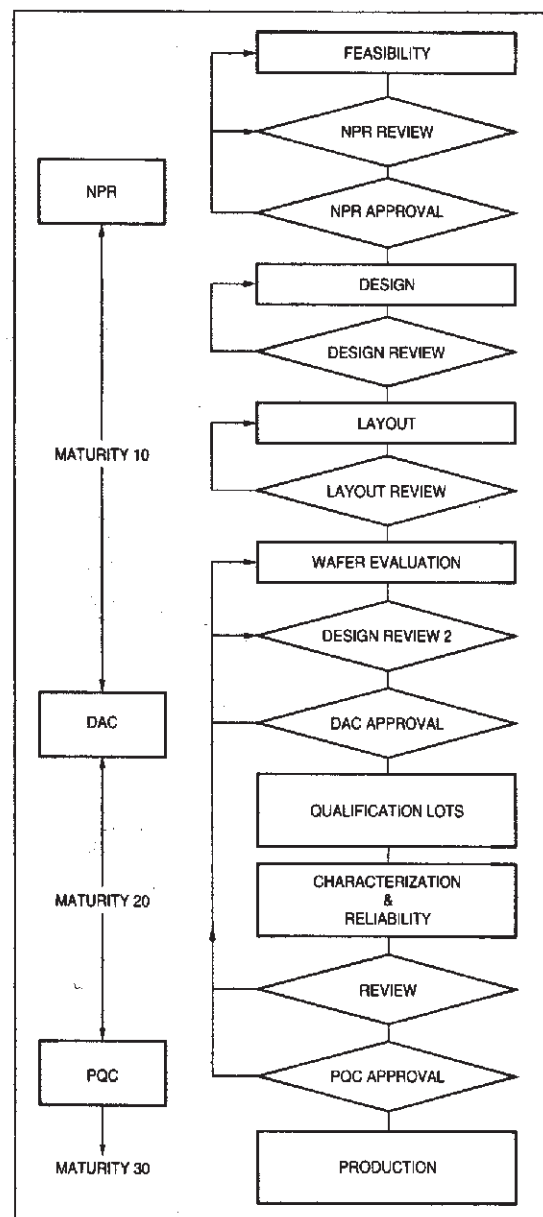 FEASIBILITY
NPR REVIEW
NPR
NPR APPROVAL
DESIGN
DESIGN REVIEW
LAYOUT
MATURITY 10
LAYOUT REVIEW
WAFER EVALUATION
DESIGN REVIEW 2
DAC
DAC APPROVAL
QUALIFICATION LOTS
CHARACTERIZATION
&
RELIABILITY
MATURITY 20
REVIEW
PQC
PQC APPROVAL
MATURITY 30
PRODUCTION